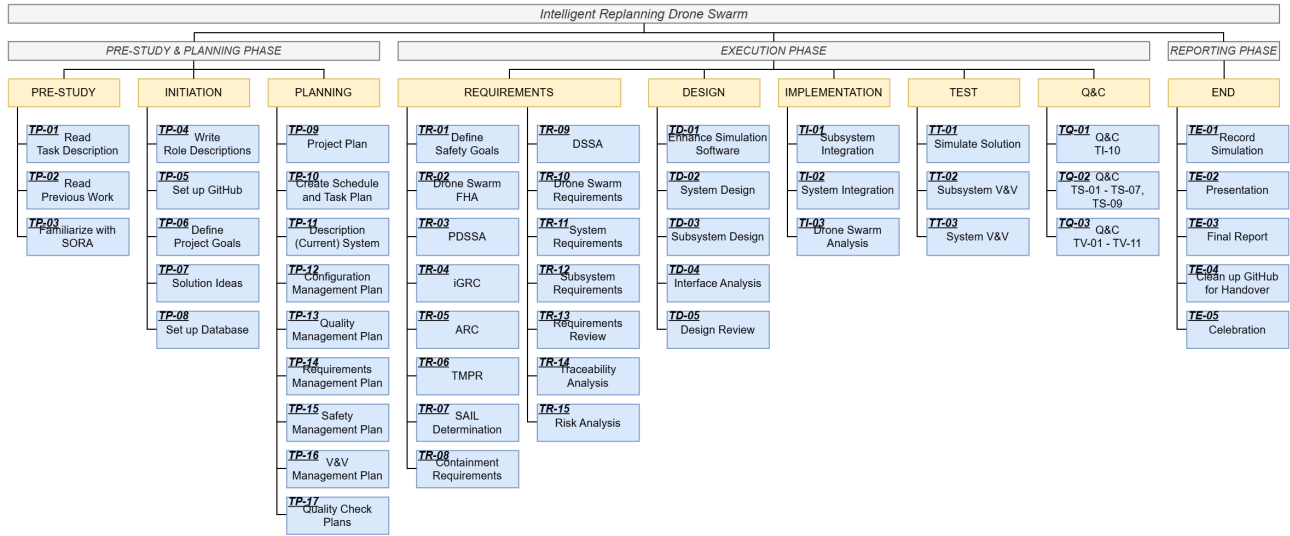 Intelligent Replanning Drone Swarm
PRE-STUDY & PLANNING PHASE
EXECUTION PHASE
REPORTING PHASE
PRE-STUDY
INITIATION
PLANNING
REQUIREMENTS
DESIGN
IMPLEMENTATION
TEST
Q&C
END
TP-01
Read
Task Description
TP-02
Read
Previous Work
TP-03
Familiarize with
SORA
TP-04
Write
Role Descriptions
TP-05
Set up GitHub
TP-06
Define
Project Goals
TP-07
Solution Ideas
TP-08
Set up Database
TP-09
Project Plan
TP-10
Create Schedule
and Task Plan
TP-11
Description
(Current) System
TP-12
Configuration
Management Plan
TP-13
Quality
Management Plan
TP-14
Requirements
Management Plan
TP-15
Safety
Management Plan
TP-16
V&V
Management Plan
TP-17
Quality Check
Plans
TR-01
Define
Safety Goals
TR-02
Drone Swarm
FHA
TR-03
PDSSA
TR-04
iGRC
TR-05
ARC
TR-06
TMPR
TR-07
SAIL
Determination
TR-08
Containment
Requirements
TR-09
DSSA
TR-10
Drone Swarm
Requirements
TR-11
System
Requirements
TR-12
Subsystem
Requirements
TR-13
Requirements
Review
TR-14
Traceability
Analysis
TR-15
Risk Analysis
TD-01
Enhance Simulation
Software
TD-02
System Design
TD-03
Subsystem Design
TD-04
Interface Analysis
TD-05
Design Review
TI-01
Subsystem
Integration
TI-02
System Integration
TI-03
Drone Swarm
Analysis
TT-01
Simulate Solution
TT-02
Subsystem V&V
TT-03
System V&V
TQ-01
Q&C
TI-10
TQ-02
Q&C
TS-01 - TS-07,
TS-09
TQ-03
Q&C
TV-01 - TV-11
TE-01
Record
Simulation
TE-02
Presentation
TE-03
Final Report
TE-04
Clean up GitHub
for Handover
TE-05
Celebration